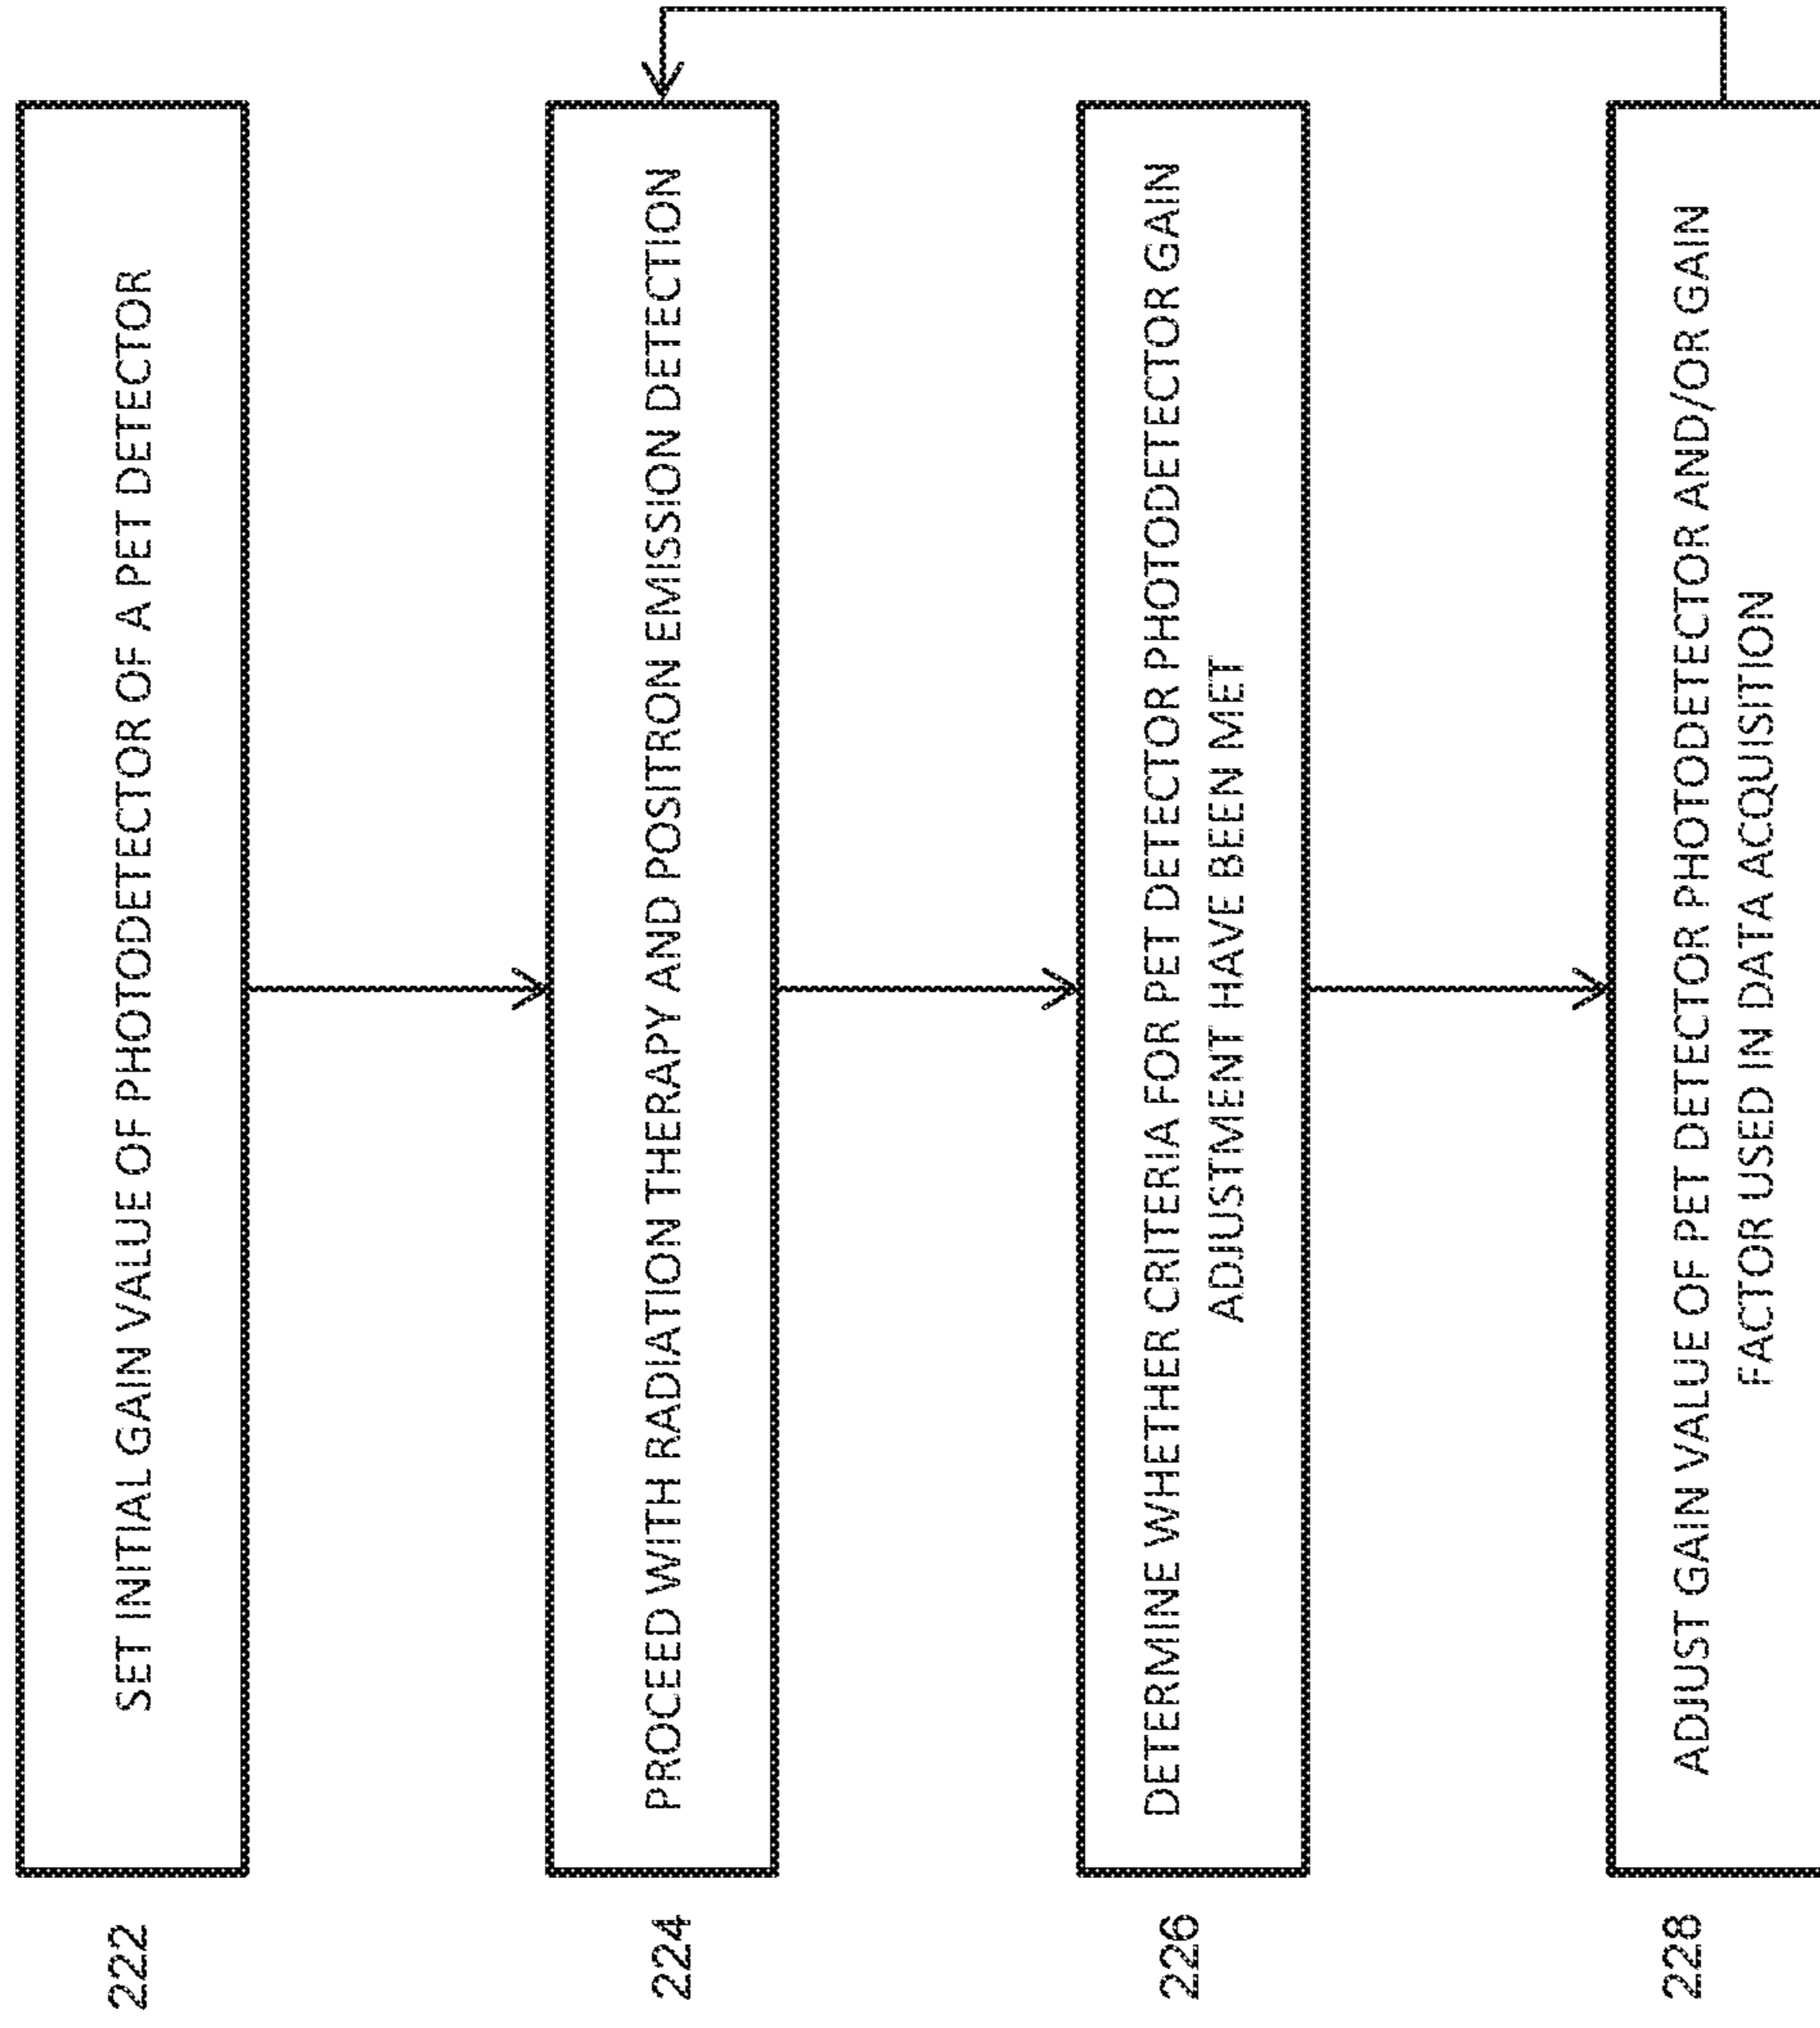 222
SET INITIAL GAIN VALUE OF PHOTODETECTOR OF A PET DETECTOR
224
PROCEED WITH RADIATION THERAPY AND POSITRON EMISSION DETECTION
226
DETERMINE WHETHER CRITERIA FOR PET DETECTOR PHOTODETECTOR GAIN
ADJUSTMENT HAVE BEEN MET
228
ADJUST GAIN VALUE OF PET DETECTOR PHOTODETECTOR AND/OR GAIN
FACTOR USED IN DATA ACQUISITION